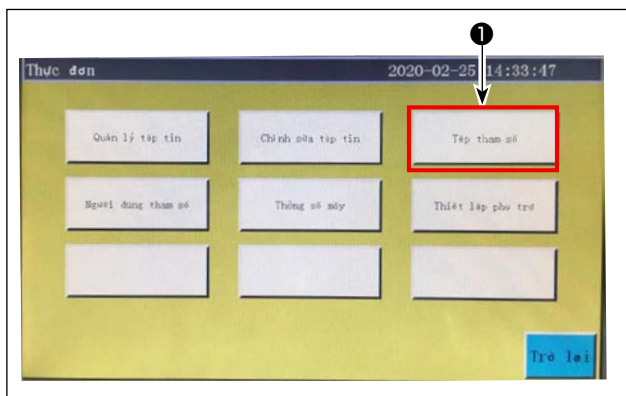 ❶
Thực đơn 2020-02-25 14:33:47
Quản lý tập tin Chỉnh sửa tệp tin Tệp tham số
Người dùng tham số Thông số máy Thiết lập phụ trợ
Trở lại